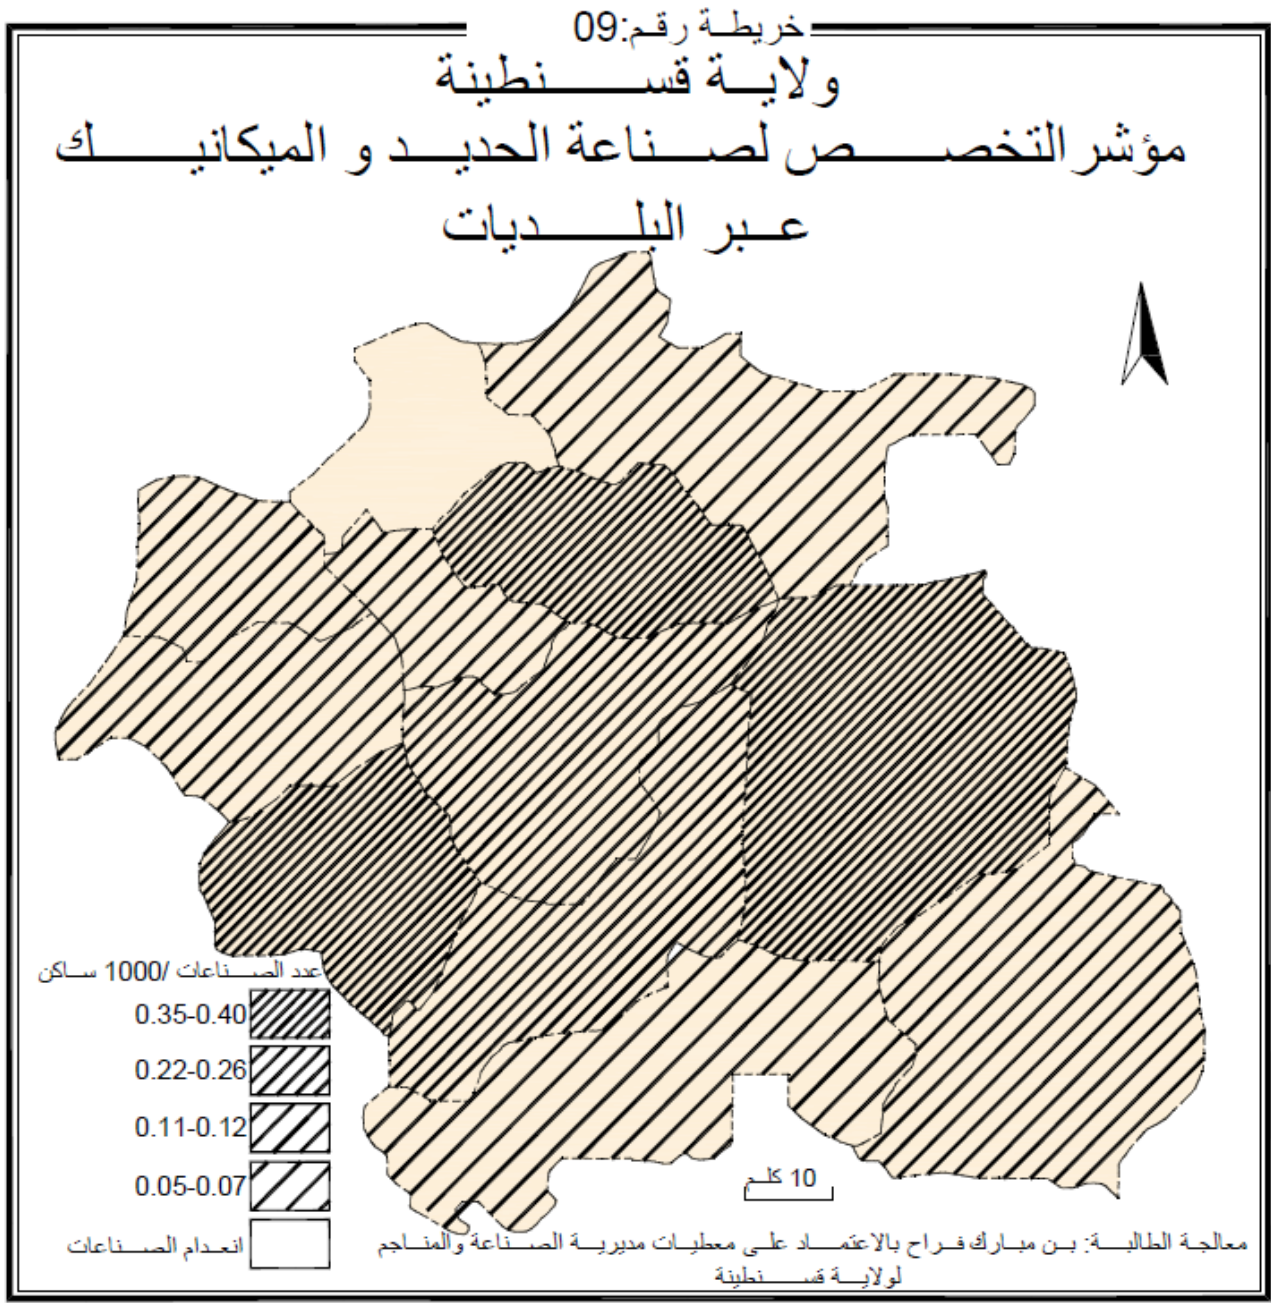 خريطة رقم:09
ولاية قسنطينة
مؤشر التخصص لصناعة الحديد و الميكانيك
عبر البلديات
عدد الصناعات /1000 ساكن
0.35-0.40
0.22-0.26
0.11-0.12
0.05-0.07
انعدام الصناعات
10 كلم
معالجة الطالبة: بن مبارك فراح بالاعتماد على معطيات مديرية الصناعة والمناجم
لولاية قسنطينة